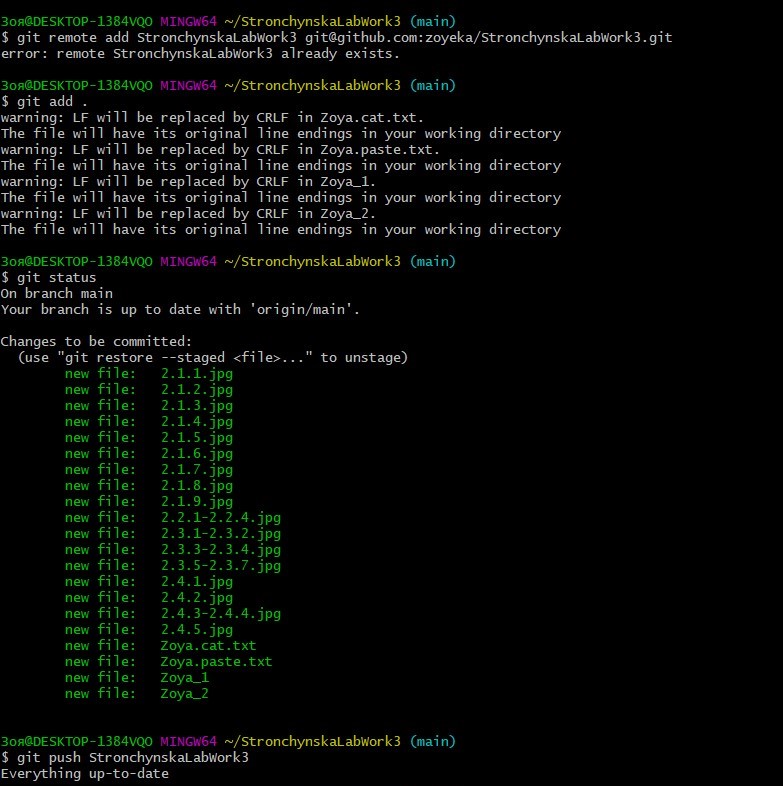 Зоя@DESKTOP-1384VQO MINGW64 ~/StronchynskaLabWork3 (main)
$ git remote add StronchynskaLabWork3 git@github.com:zoyeka/StronchynskaLabWork3.git
error: remote StronchynskaLabWork3 already exists.
Зоя@DESKTOP-1384VQO MINGW64 ~/StronchynskaLabWork3 (main)
$ git add .
warning: LF will be replaced by CRLF in Zoya.cat.txt.
The file will have its original line endings in your working directory
warning: LF will be replaced by CRLF in Zoya.paste.txt.
The file will have its original line endings in your working directory
warning: LF will be replaced by CRLF in Zoya_1.
The file will have its original line endings in your working directory
warning: LF will be replaced by CRLF in Zoya_2.
The file will have its original line endings in your working directory
Зоя@DESKTOP-1384VQO MINGW64 ~/StronchynskaLabWork3 (main)
$ git status
On branch main
Your branch is up to date with 'origin/main'.
Changes to be committed:
(use "git restore --staged <file>..." to unstage)
new file: 2.1.1.jpg
new file: 2.1.2.jpg
new file: 2.1.3.jpg
new file: 2.1.4.jpg
new file: 2.1.5.jpg
new file: 2.1.6.jpg
new file: 2.1.7.jpg
new file: 2.1.8.jpg
new file: 2.1.9.jpg
new file: 2.2.1-2.2.4.jpg
new file: 2.3.1-2.3.2.jpg
new file: 2.3.3-2.3.4.jpg
new file: 2.3.5-2.3.7.jpg
new file: 2.4.1.jpg
new file: 2.4.2.jpg
new file: 2.4.3-2.4.4.jpg
new file: 2.4.5.jpg
new file: Zoya.cat.txt
new file: Zoya.paste.txt
new file: Zoya_1
new file: Zoya_2
Зоя@DESKTOP-1384VQO MINGW64 ~/StronchynskaLabWork3 (main)
$ git push StronchynskaLabWork3
Everything up-to-date